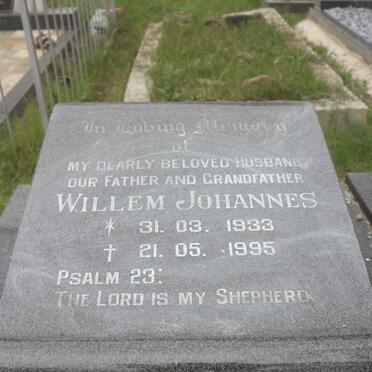 In Loving Memory
of
MY DEARLY BELOVED HUSBAND
OUR FATHER AND GRANDFATHER
WILLEM JOHANNES
* 31. 03. 1933
† 21. 05. 1995
PSALM 23:
THE LORD IS MY SHEPHERD.